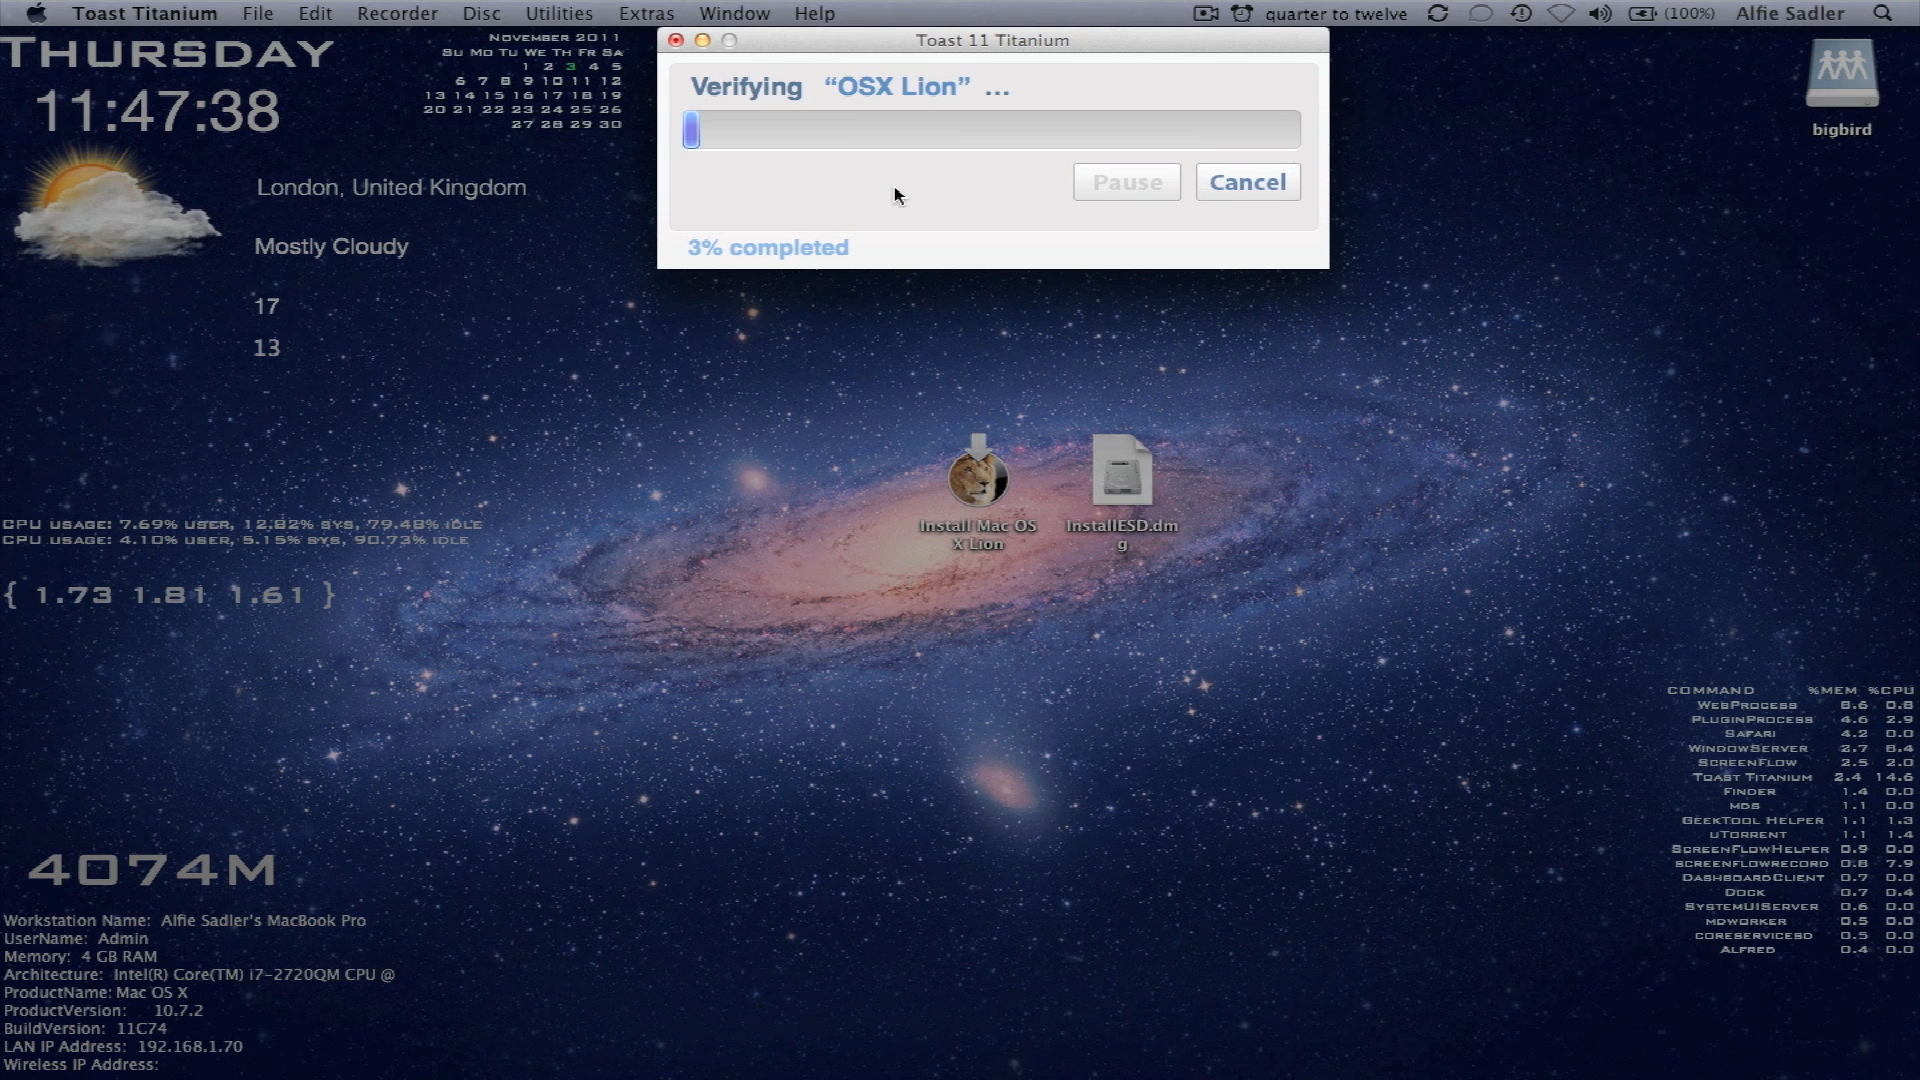 Toast Titanium File Edit Recorder Disc Utilities Extras Window Help quarter to twelve (100%) Alfie Sadler
THURSDAY
11:47:38
NOVEMBER 2011
SU MO TU WE TH FR SA
1 2 3 4 5
6 7 8 9 10 11 12
13 14 15 16 17 18 19
20 21 22 23 24 25 26
27 28 29 30
London, United Kingdom
Mostly Cloudy
17
13
Toast 11 Titanium
Verifying “OSX Lion” ...
Pause Cancel
3% completed
bigbird
Install Mac OS
X Lion
InstallESD.dm
g
CPU USAGE: 7.69% USER, 12.82% SYS, 79.48% IDLE
CPU USAGE: 4.10% USER, 5.15% SYS, 90.73% IDLE
{ 1.73 1.81 1.61 }
4074M
Workstation Name: Alfie Sadler's MacBook Pro
UserName: Admin
Memory: 4 GB RAM
Architecture: Intel(R) Core(TM) i7-2720QM CPU @
ProductName: Mac OS X
ProductVersion: 10.7.2
BuildVersion: 11C74
LAN IP Address: 192.168.1.70
Wireless IP Address:
COMMAND %MEM %CPU
WEBPROCESS 8.6 0.8
PLUGINPROCESS 4.6 2.9
SAFARI 4.2 0.0
WINDOWSERVER 2.7 8.4
SCREENFLOW 2.5 2.0
TOAST TITANIUM 2.4 14.6
FINDER 1.4 0.0
MDS 1.1 0.0
GEEKTOOL HELPER 1.1 1.3
UTORRENT 1.1 1.4
SCREENFLOWHELPER 0.9 0.0
SCREENFLOWRECORD 0.8 7.9
DASHBOARDCLIENT 0.7 0.0
DOCK 0.7 0.4
SYSTEMUISERVER 0.6 0.0
MDWORKER 0.5 0.0
CORESERVICESD 0.5 0.0
ALFRED 0.4 0.0